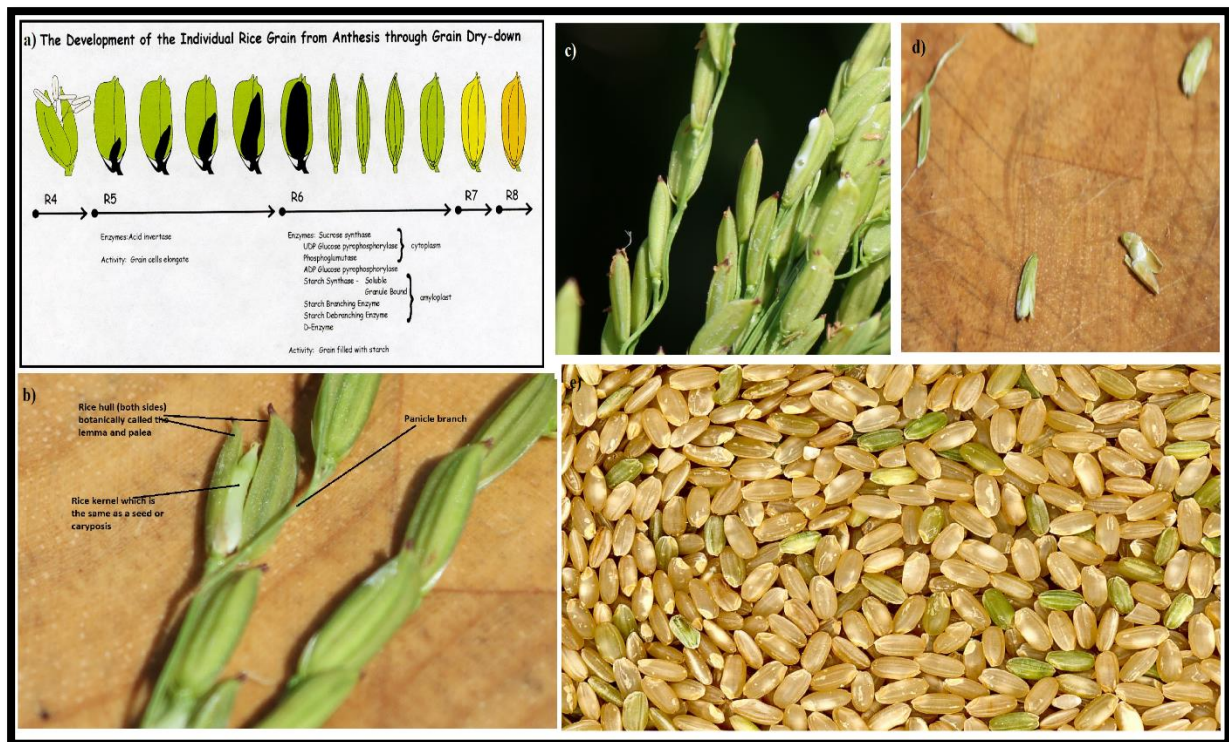 a) The Development of the Individual Rice Grain from Anthesis through Grain Dry-down
R4
R5
R6
R7
R8
Enzymes:Acid invertase
Activity: Grain cells elongate
Enzymes: Sucrose synthase
UDP Glucose pyrophosphorylase
Phosphoglumutase
cytoplasm
ADP Glucose pyrophosphorylase
Starch Synthase - Soluble
Granule Bound
Starch Branching Enzyme
Starch Debranching Enzyme
amyloplast
D-Enzyme
Activity: Grain filled with starch
b)
Rice hull (both sides)
botanically called the
lemma and palea
Panicle branch
Rice kernel which is
the same as a seed or
caryposis
c)
d)
e)